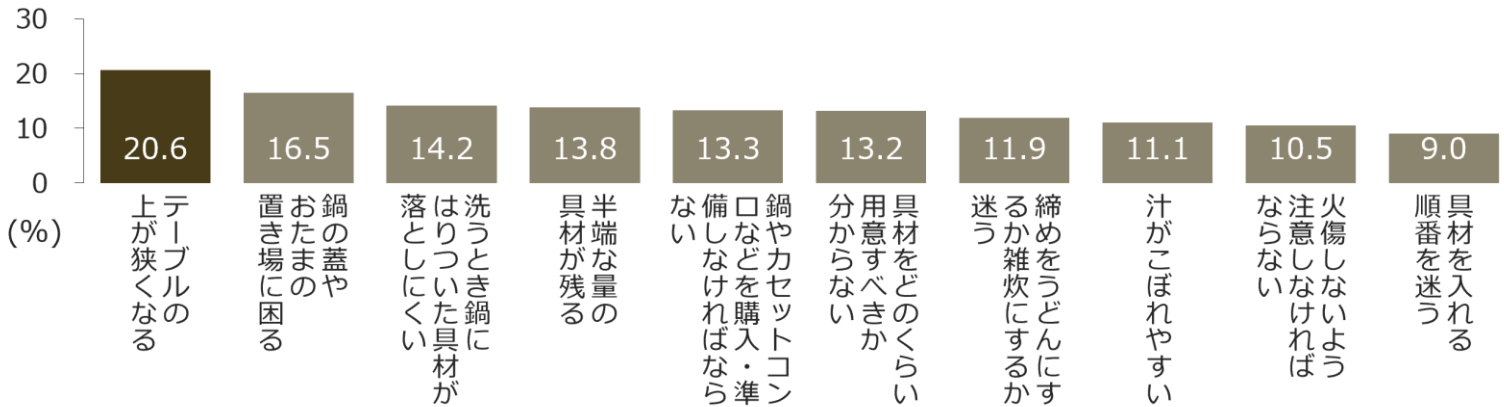 30
20
10
0
(%)
20.6
16.5
14.2
13.8
13.3
13.2
11.9
11.1
10.5
9.0
テーブルの
上が狭くなる
鍋の蓋や
おたまの
置き場に困る
洗うとき鍋に
はりついた具材が
落としにくい
半端な量の
具材が残る
鍋やカセットコン
ロなどを購入・準
備しなければなら
ない
具材をどのくらい
用意すべきか
分からない
締めをうどんにす
るか雑炊にするか
迷う
汁がこぼれやすい
火傷しないよう
注意しなければ
ならない
具材を入れる
順番を迷う